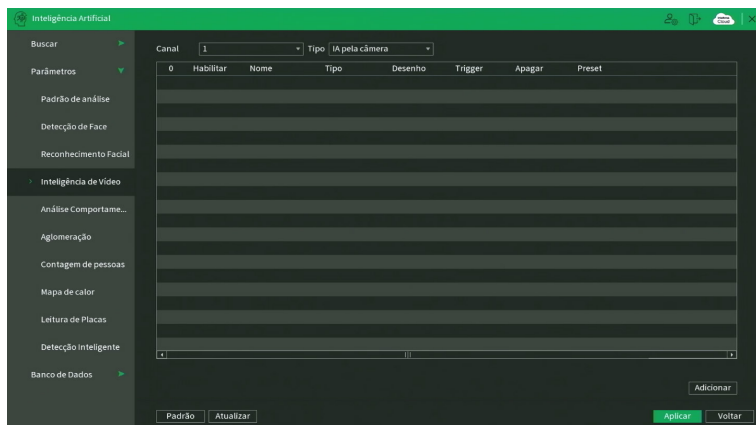 Inteligência Artificial
Buscar
Canal 1 Tipo IA pela câmera
Parâmetros
0 Habilitar Nome Tipo Desenho Trigger Apagar Preset
Padrão de análise
Detecção de Face
Reconhecimento Facial
Inteligência de Vídeo
Análise Comportame...
Aglomeração
Contagem de pessoas
Mapa de calor
Leitura de Placas
Detecção Inteligente
Banco de Dados
Adicionar
Padrão Atualizar Aplicar Voltar